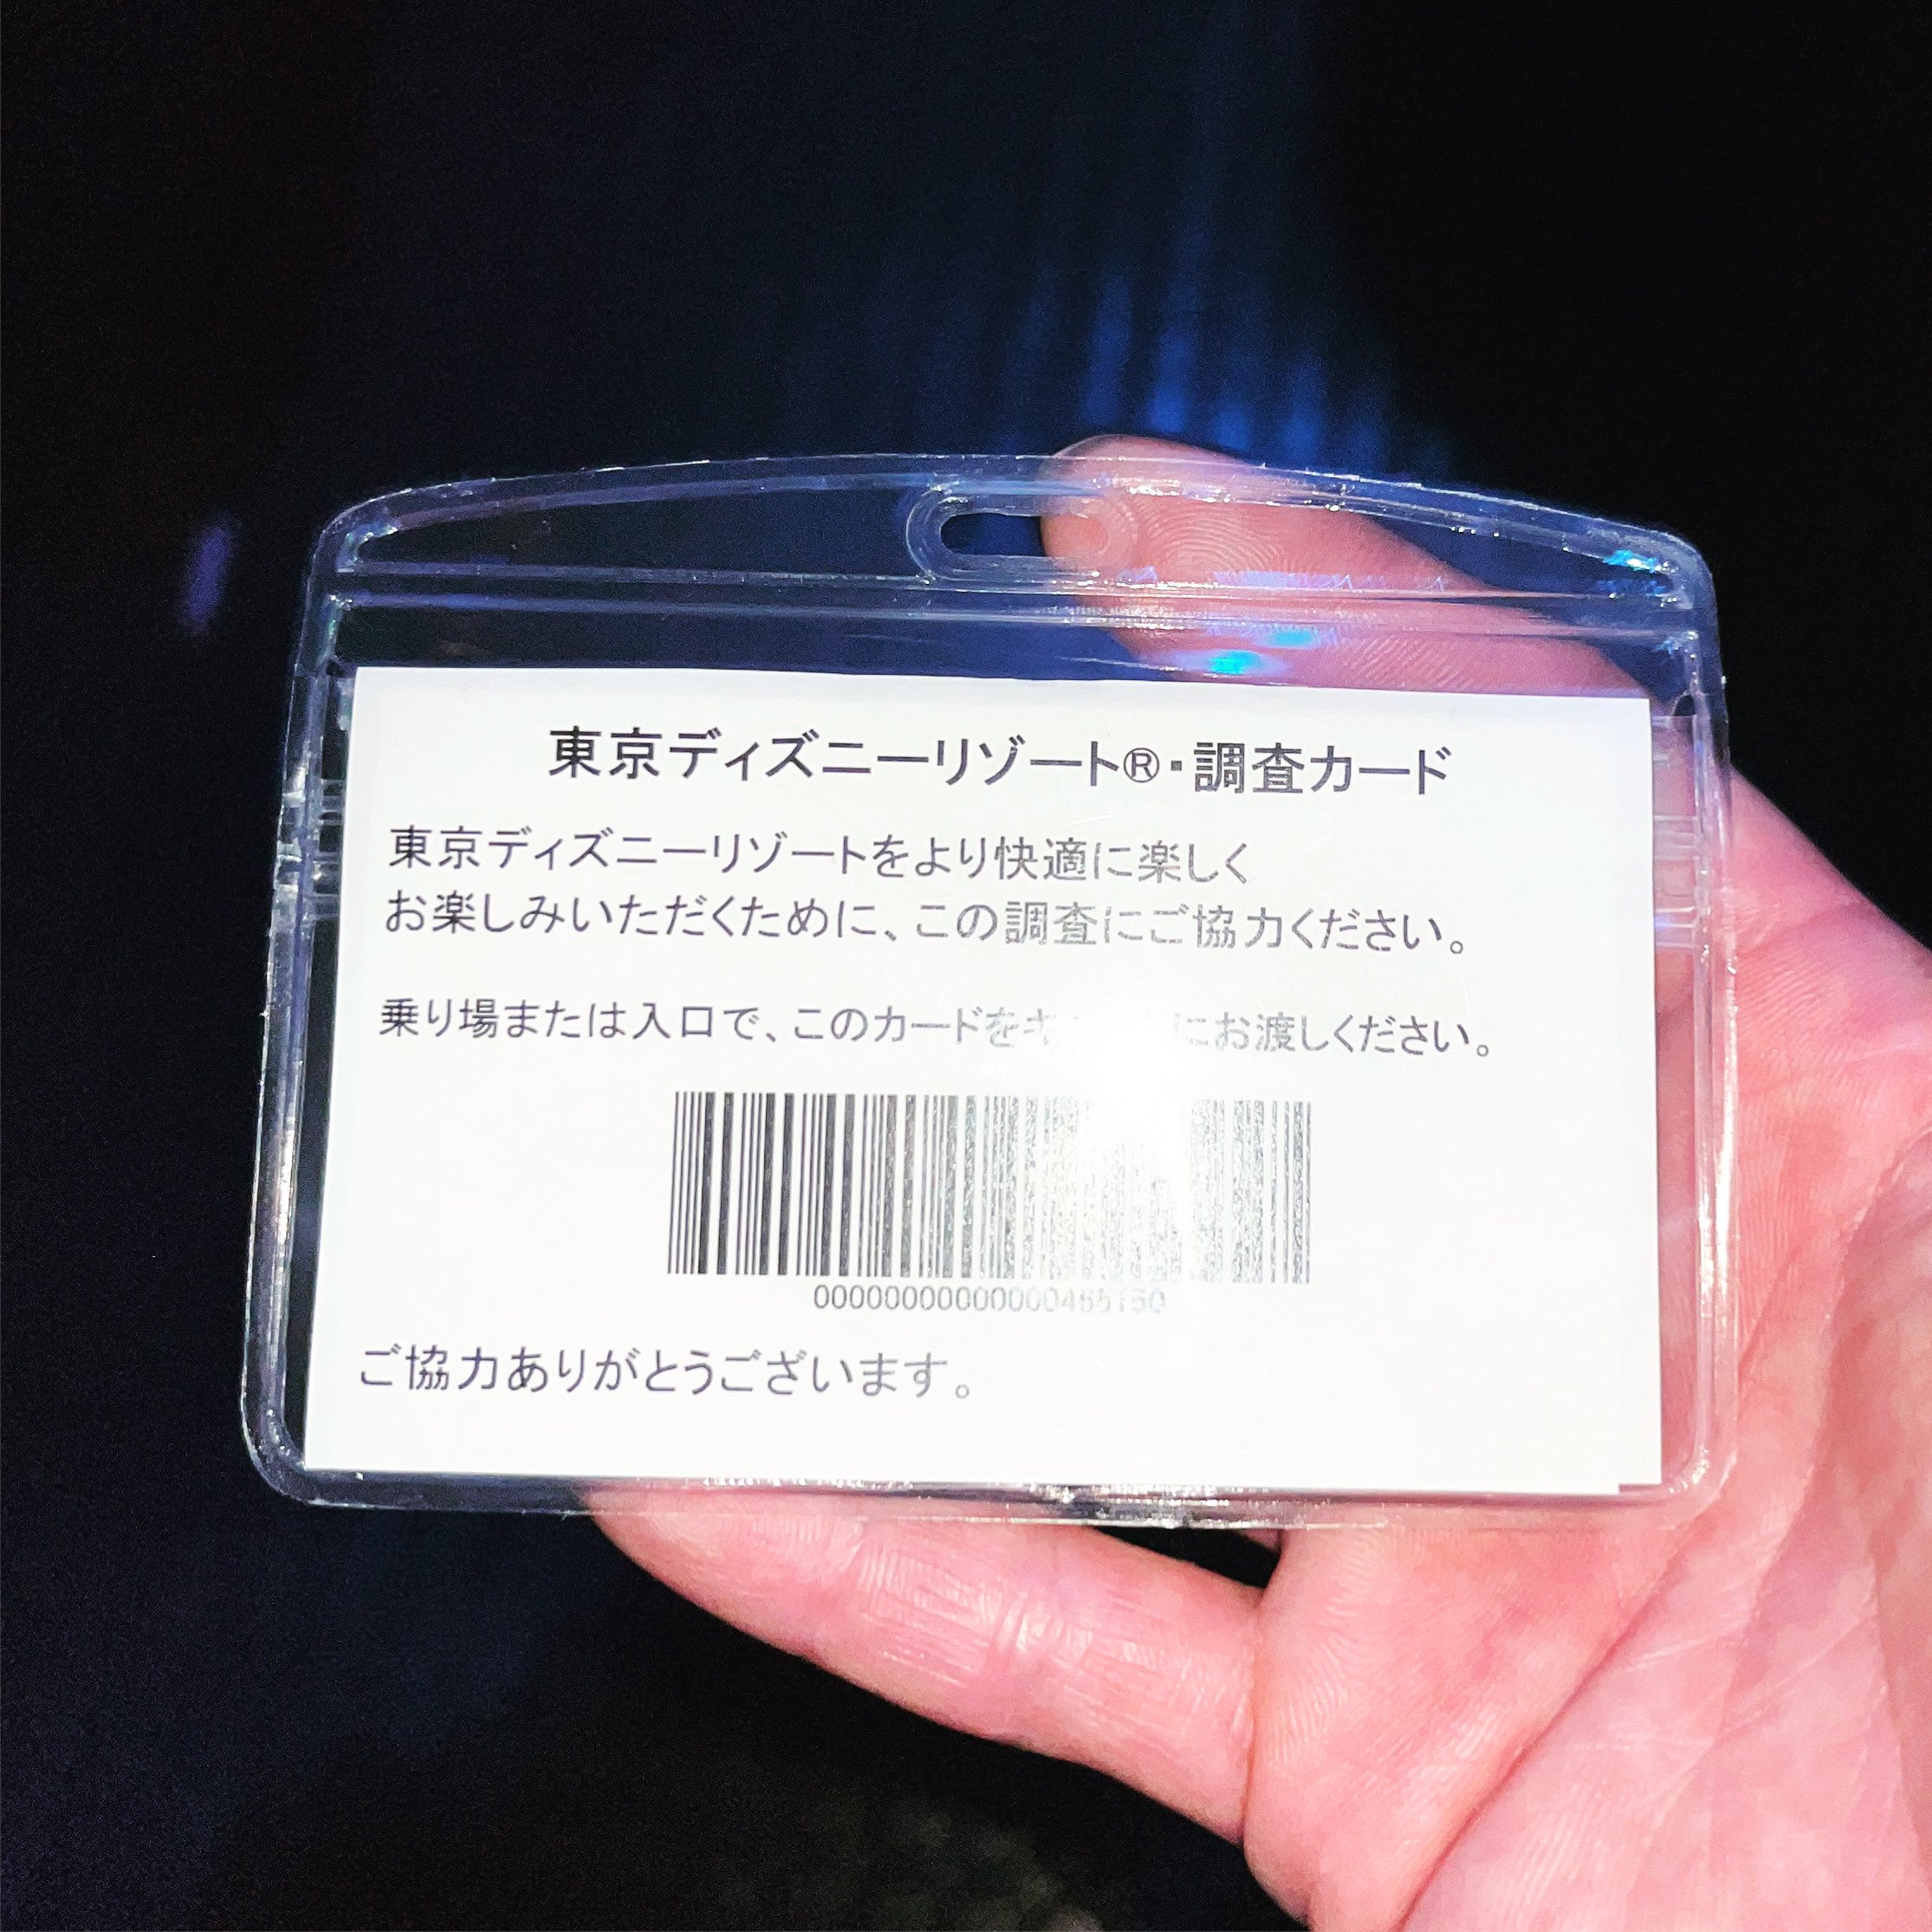 東京ディズニーリゾート®・調査カード
東京ディズニーリゾートをより快適に楽しく
お楽しみいただくために、この調査にご協力ください。
乗り場または入口で、このカードをキ にお渡しください。
00000000000000465150
ご協力ありがとうございます。